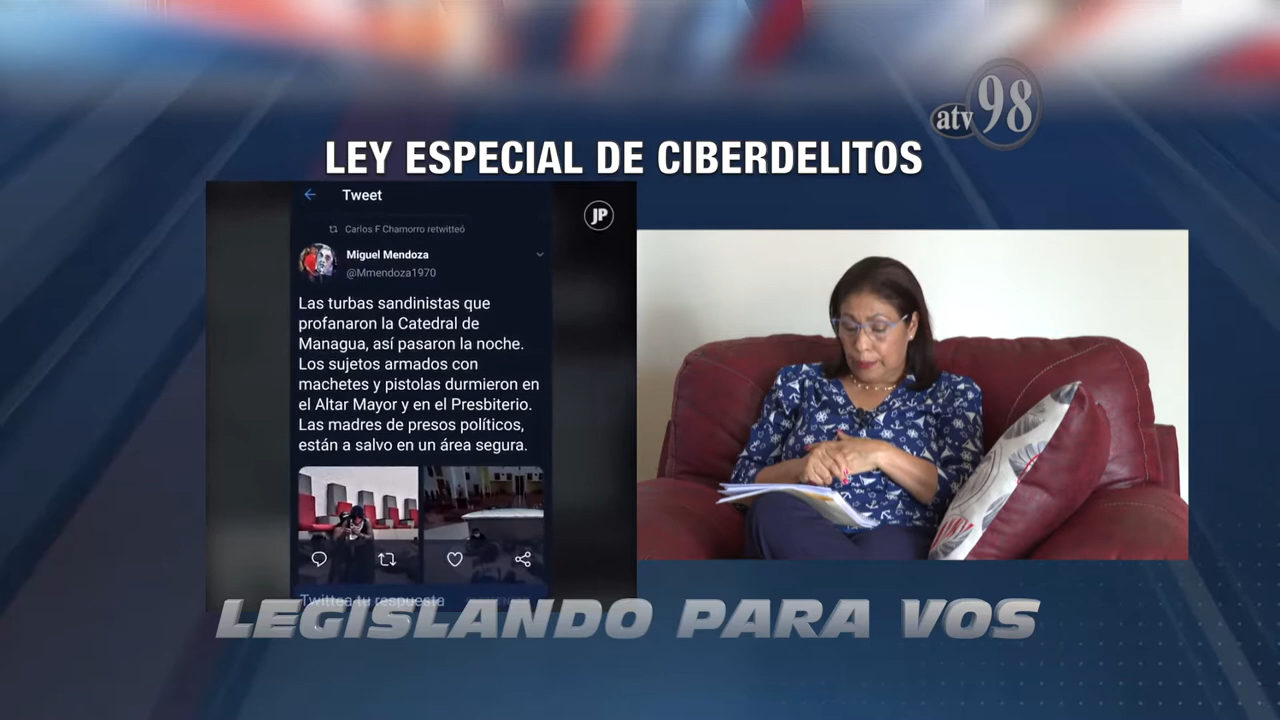 atv 98
LEY ESPECIAL DE CIBERDELITOS
Tweet
JP
Carlos F Chamorro retwitteó
Miguel Mendoza
@Mmendoza1970
Las turbas sandinistas que
profanaron la Catedral de
Managua, así pasaron la noche.
Los sujetos armados con
machetes y pistolas durmieron en
el Altar Mayor y en el Presbiterio.
Las madres de presos políticos,
están a salvo en un área segura.
Twittea tu respuesta
LEGISLANDO PARA VOS